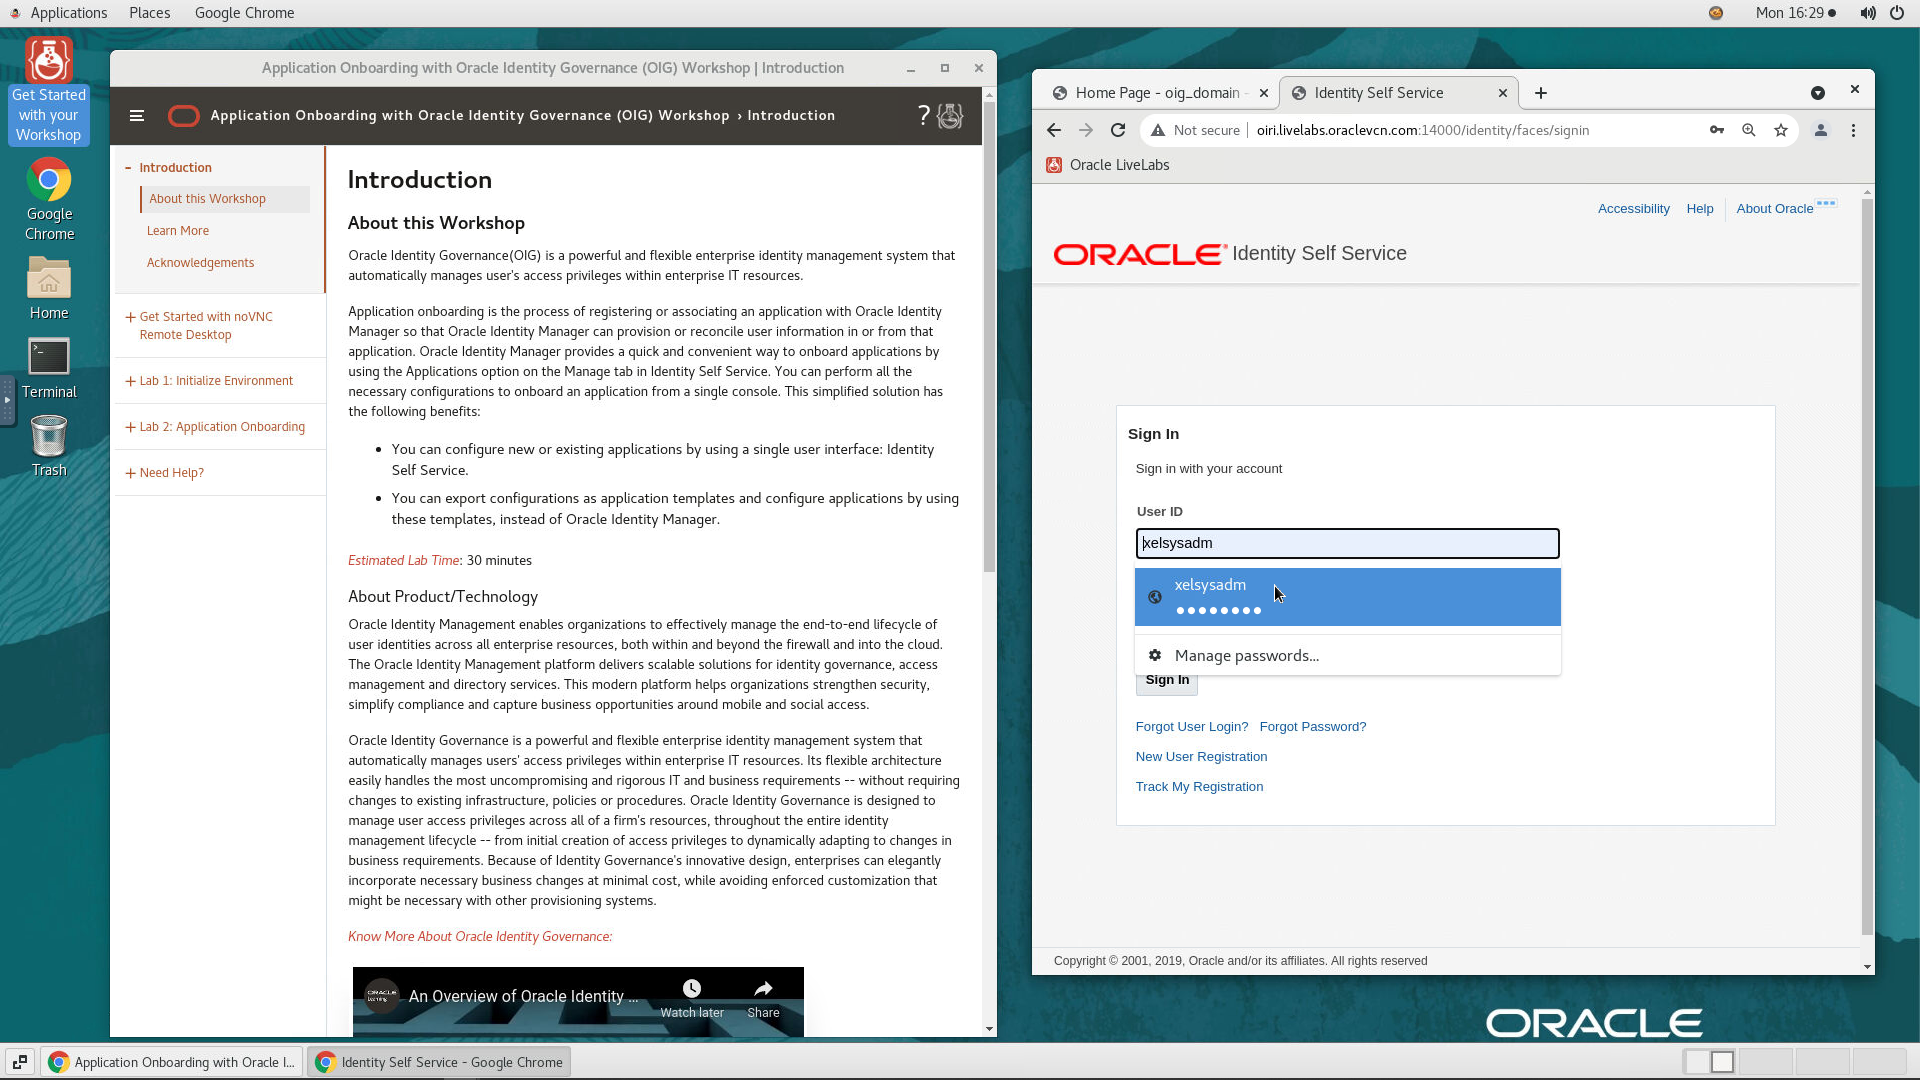 Applications Places Google Chrome
Mon 16:29
Get Started
with your
Workshop
Google
Chrome
Home
Terminal
Trash
Application Onboarding with Oracle Identity Governance (OIG) Workshop | Introduction
Application Onboarding with Oracle Identity Governance (OIG) Workshop › Introduction
?
- Introduction
About this Workshop
Learn More
Acknowledgements
+ Get Started with noVNC
Remote Desktop
+ Lab 1: Initialize Environment
+ Lab 2: Application Onboarding
+ Need Help?
Introduction
About this Workshop
Oracle Identity Governance(OIG) is a powerful and flexible enterprise identity management system that
automatically manages user's access privileges within enterprise IT resources.
Application onboarding is the process of registering or associating an application with Oracle Identity
Manager so that Oracle Identity Manager can provision or reconcile user information in or from that
application. Oracle Identity Manager provides a quick and convenient way to onboard applications by
using the Applications option on the Manage tab in Identity Self Service. You can perform all the
necessary configurations to onboard an application from a single console. This simplified solution has
the following benefits:
• You can configure new or existing applications by using a single user interface: Identity
Self Service.
• You can export configurations as application templates and configure applications by using
these templates, instead of Oracle Identity Manager.
Estimated Lab Time: 30 minutes
About Product/Technology
Oracle Identity Management enables organizations to effectively manage the end-to-end lifecycle of
user identities across all enterprise resources, both within and beyond the firewall and into the cloud.
The Oracle Identity Management platform delivers scalable solutions for identity governance, access
management and directory services. This modern platform helps organizations strengthen security,
simplify compliance and capture business opportunities around mobile and social access.
Oracle Identity Governance is a powerful and flexible enterprise identity management system that
automatically manages users' access privileges within enterprise IT resources. Its flexible architecture
easily handles the most uncompromising and rigorous IT and business requirements -- without requiring
changes to existing infrastructure, policies or procedures. Oracle Identity Governance is designed to
manage user access privileges across all of a firm's resources, throughout the entire identity
management lifecycle -- from initial creation of access privileges to dynamically adapting to changes in
business requirements. Because of Identity Governance's innovative design, enterprises can elegantly
incorporate necessary business changes at minimal cost, while avoiding enforced customization that
might be necessary with other provisioning systems.
Know More About Oracle Identity Governance:
ORACLE
Learning
An Overview of Oracle Identity ...
Watch later
Share
Home Page - oig_domain -
Identity Self Service
Not secure | oiri.livelabs.oraclevcn.com:14000/identity/faces/signin
Oracle LiveLabs
Accessibility Help About Oracle
ORACLE Identity Self Service
Sign In
Sign in with your account
User ID
xelsysadm
xelsysadm
Manage passwords...
Sign In
Forgot User Login? Forgot Password?
New User Registration
Track My Registration
Copyright © 2001, 2019, Oracle and/or its affiliates. All rights reserved
ORACLE
Application Onboarding with Oracle I...
Identity Self Service - Google Chrome